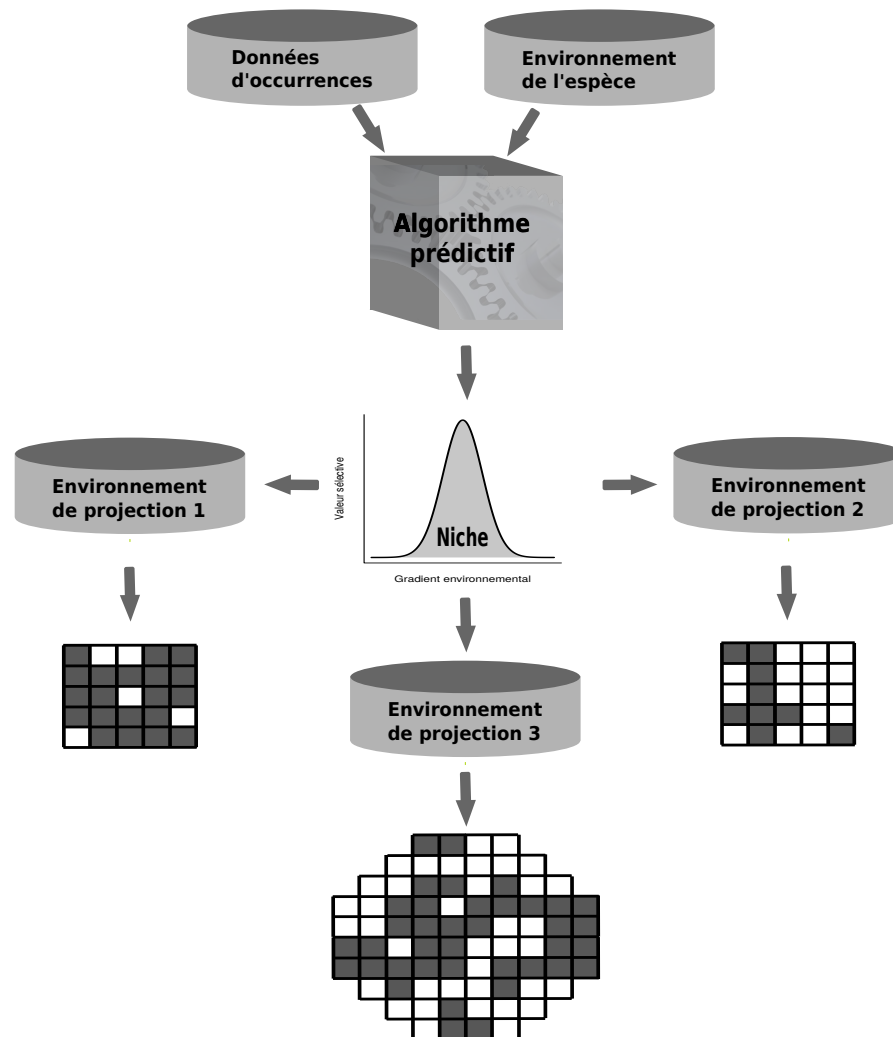 Données
d'occurrences
Environnement
de l'espèce
Algorithme
prédictif
Environnement
de projection 1
Valeur sélective
Niche
Gradient environnemental
Environnement
de projection 2
Environnement
de projection 3